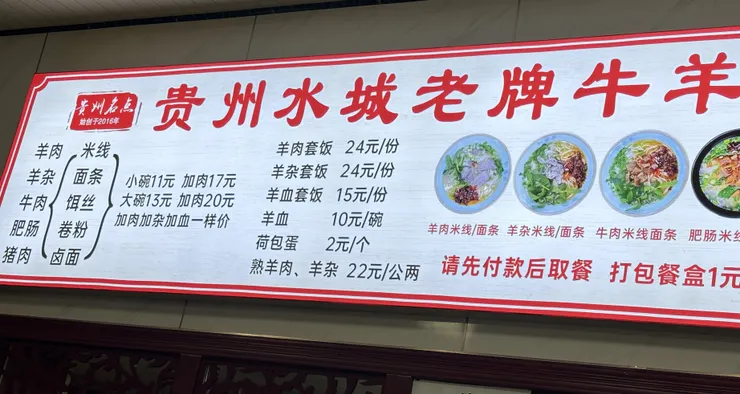 贵州名点
始创于2016年
贵州水城老牌牛羊
羊肉 米线
羊杂 面条
牛肉 饵丝
肥肠 卷粉
猪肉 卤面
小碗11元 加肉17元
大碗13元 加肉20元
加肉加杂加血一样价
羊肉套饭 24元/份
羊杂套饭 24元/份
羊血套饭 15元/份
羊血 10元/碗
荷包蛋 2元/个
熟羊肉、羊杂 22元/公两
羊肉米线/面条 羊杂米线/面条 牛肉米线面条 肥肠米线
请先付款后取餐 打包餐盒1元